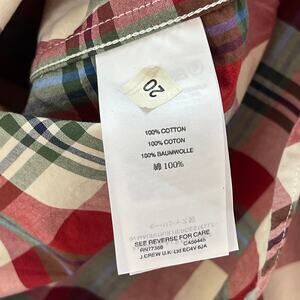 20
100% COTTON
100% COTON
100% BAUMWOLLE
綿 100%
SEE REVERSE FOR CARE
RN77388 CA56445
J.CREW U.K. Ltd EC4V 6JA